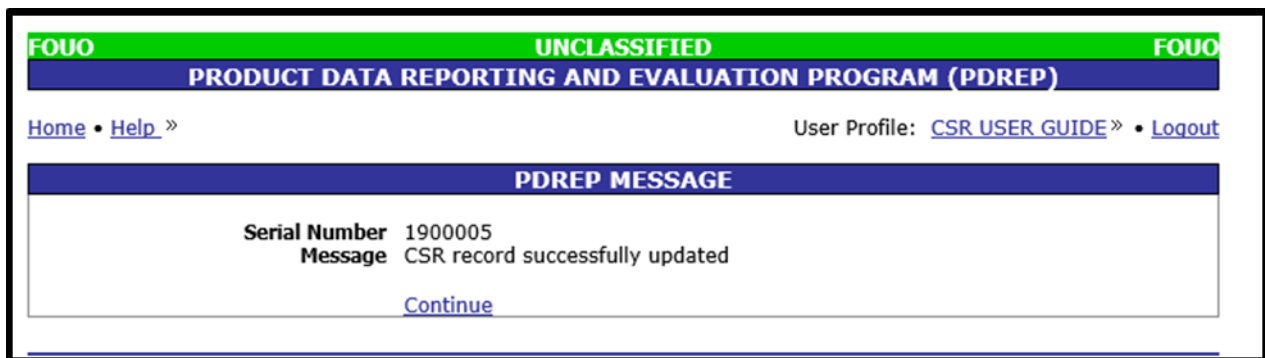 FOUO UNCLASSIFIED FOUO
PRODUCT DATA REPORTING AND EVALUATION PROGRAM (PDREP)
Home • Help » User Profile: CSR USER GUIDE» • Logout
PDREP MESSAGE
Serial Number 1900005
Message CSR record successfully updated
Continue